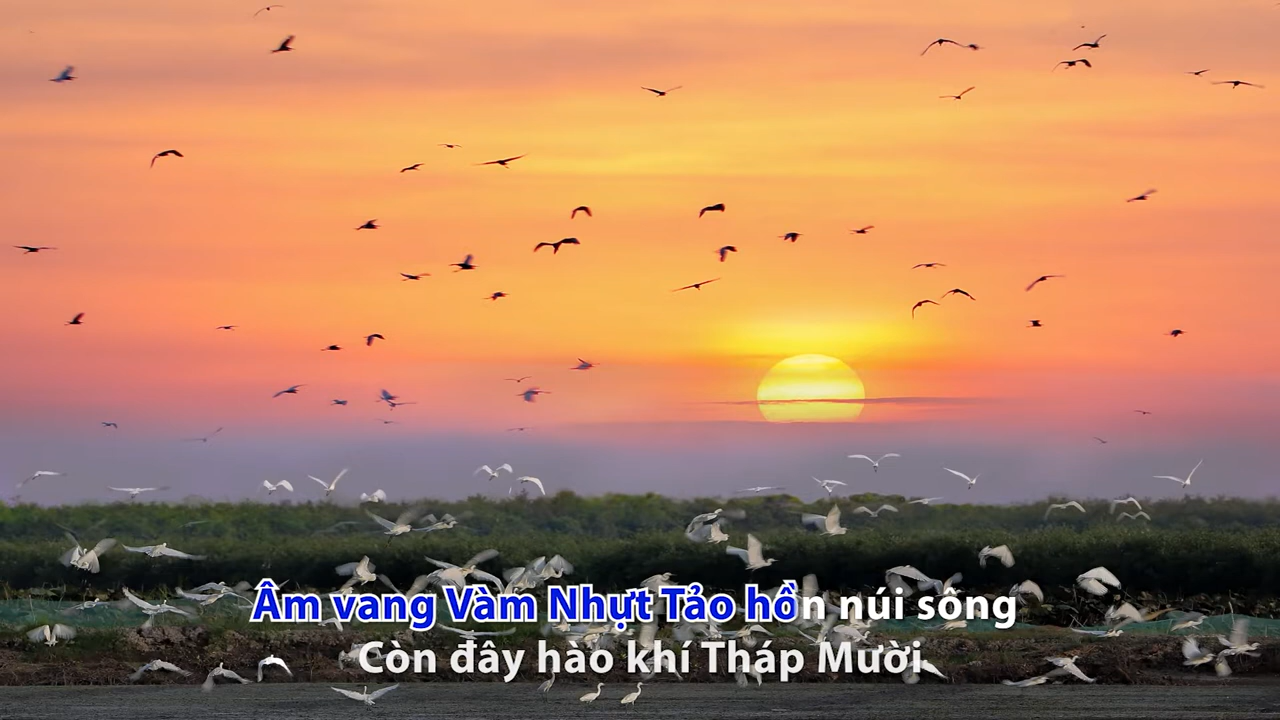 Âm vang Vàm Nhựt Tảo hồn núi sông
Còn đây hào khí Tháp Mười